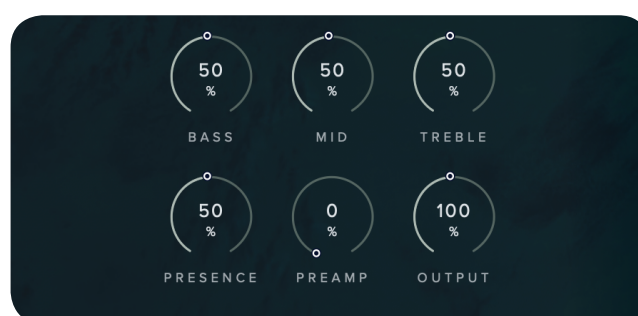 50 50 50
% % %
BASS MID TREBLE
50 0 100
% % %
PRESENCE PREAMP OUTPUT